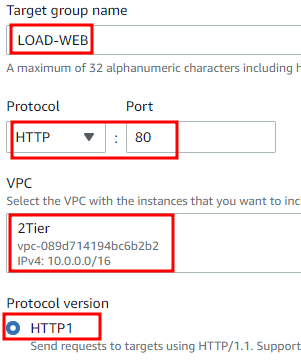 Target group name
LOAD-WEB
A maximum of 32 alphanumeric characters including
Protocol Port
HTTP : 80
VPC
Select the VPC with the instances that you want to
2Tier
vpc-089d714194bc6b2b2
IPv4: 10.0.0.0/16
Protocol version
HTTP1
Send requests to targets using HTTP/1.1. Support